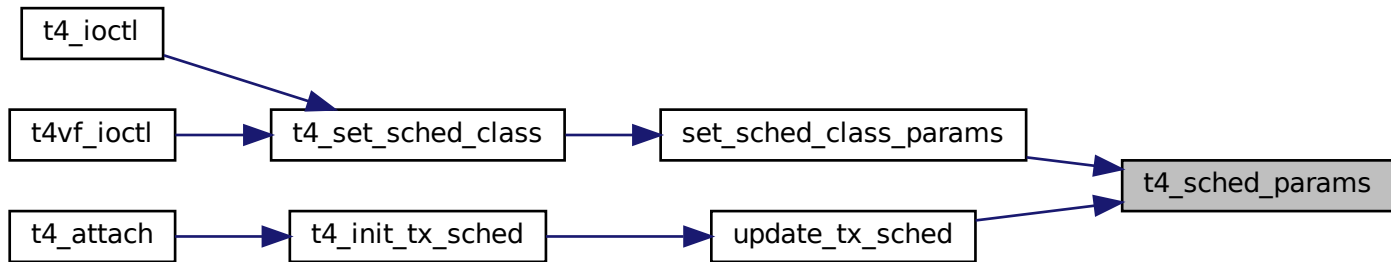 t4_ioctl
t4vf_ioctl
t4_set_sched_class
set_sched_class_params
t4_sched_params
t4_attach
t4_init_tx_sched
update_tx_sched